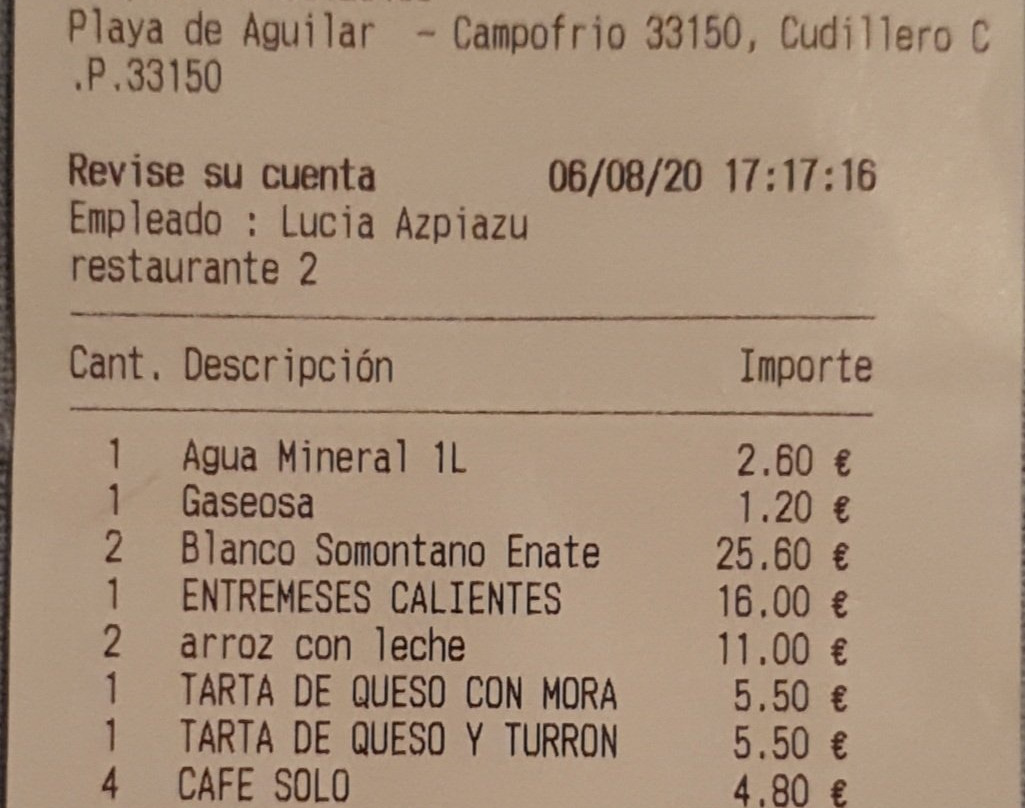 Playa de Aguilar - Campofrio 33150, Cudillero C
.P.33150
Revise su cuenta 06/08/20 17:17:16
Empleado : Lucia Azpiazu
restaurante 2
Cant. Descripción Importe
1 Agua Mineral 1L 2.60 €
1 Gaseosa 1.20 €
2 Blanco Somontano Enate 25.60 €
1 ENTREMESES CALIENTES 16.00 €
2 arroz con leche 11.00 €
1 TARTA DE QUESO CON MORA 5.50 €
1 TARTA DE QUESO Y TURRON 5.50 €
4 CAFE SOLO 4.80 €